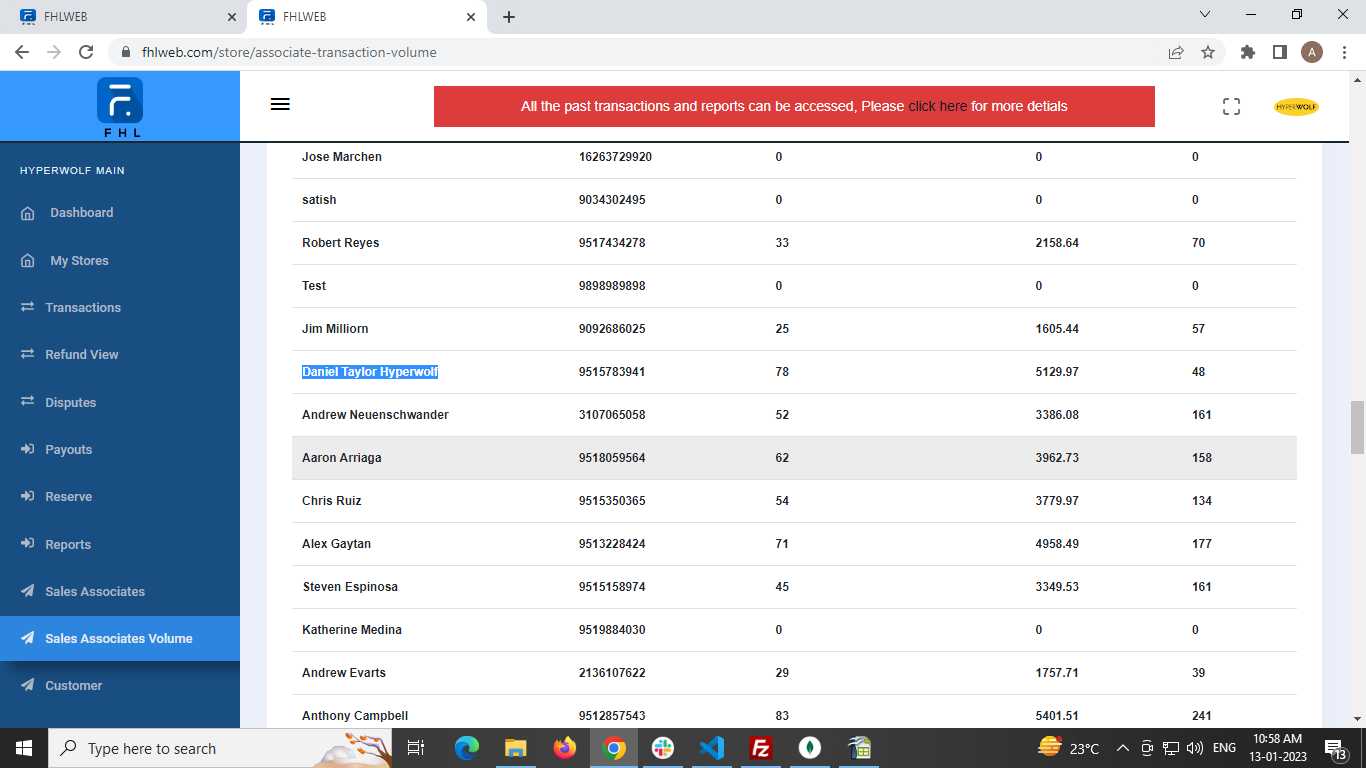 FHLWEB
FHLWEB
fhlweb.com/store/associate-transaction-volume
A
FHL
All the past transactions and reports can be accessed, Please click here for more detials
HYPERWOLF
HYPERWOLF MAIN
Dashboard
My Stores
Transactions
Refund View
Disputes
Payouts
Reserve
Reports
Sales Associates
Sales Associates Volume
Customer
Jose Marchen 16263729920 0 0 0
satish 9034302495 0 0 0
Robert Reyes 9517434278 33 2158.64 70
Test 9898989898 0 0 0
Jim Milliorn 9092686025 25 1605.44 57
Daniel Taylor Hyperwolf 9515783941 78 5129.97 48
Andrew Neuenschwander 3107065058 52 3386.08 161
Aaron Arriaga 9518059564 62 3962.73 158
Chris Ruiz 9515350365 54 3779.97 134
Alex Gaytan 9513228424 71 4958.49 177
Steven Espinosa 9515158974 45 3349.53 161
Katherine Medina 9519884030 0 0 0
Andrew Evarts 2136107622 29 1757.71 39
Anthony Campbell 9512857543 83 5401.51 241
Type here to search
Fz
23°C
ENG
10:58 AM
13-01-2023
13